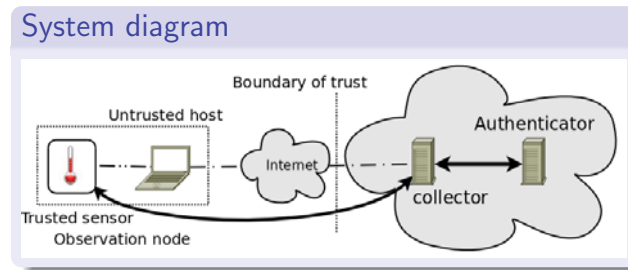 System diagram
Boundary of trust
Untrusted host
Authenticator
Internet
collector
Trusted sensor
Observation node